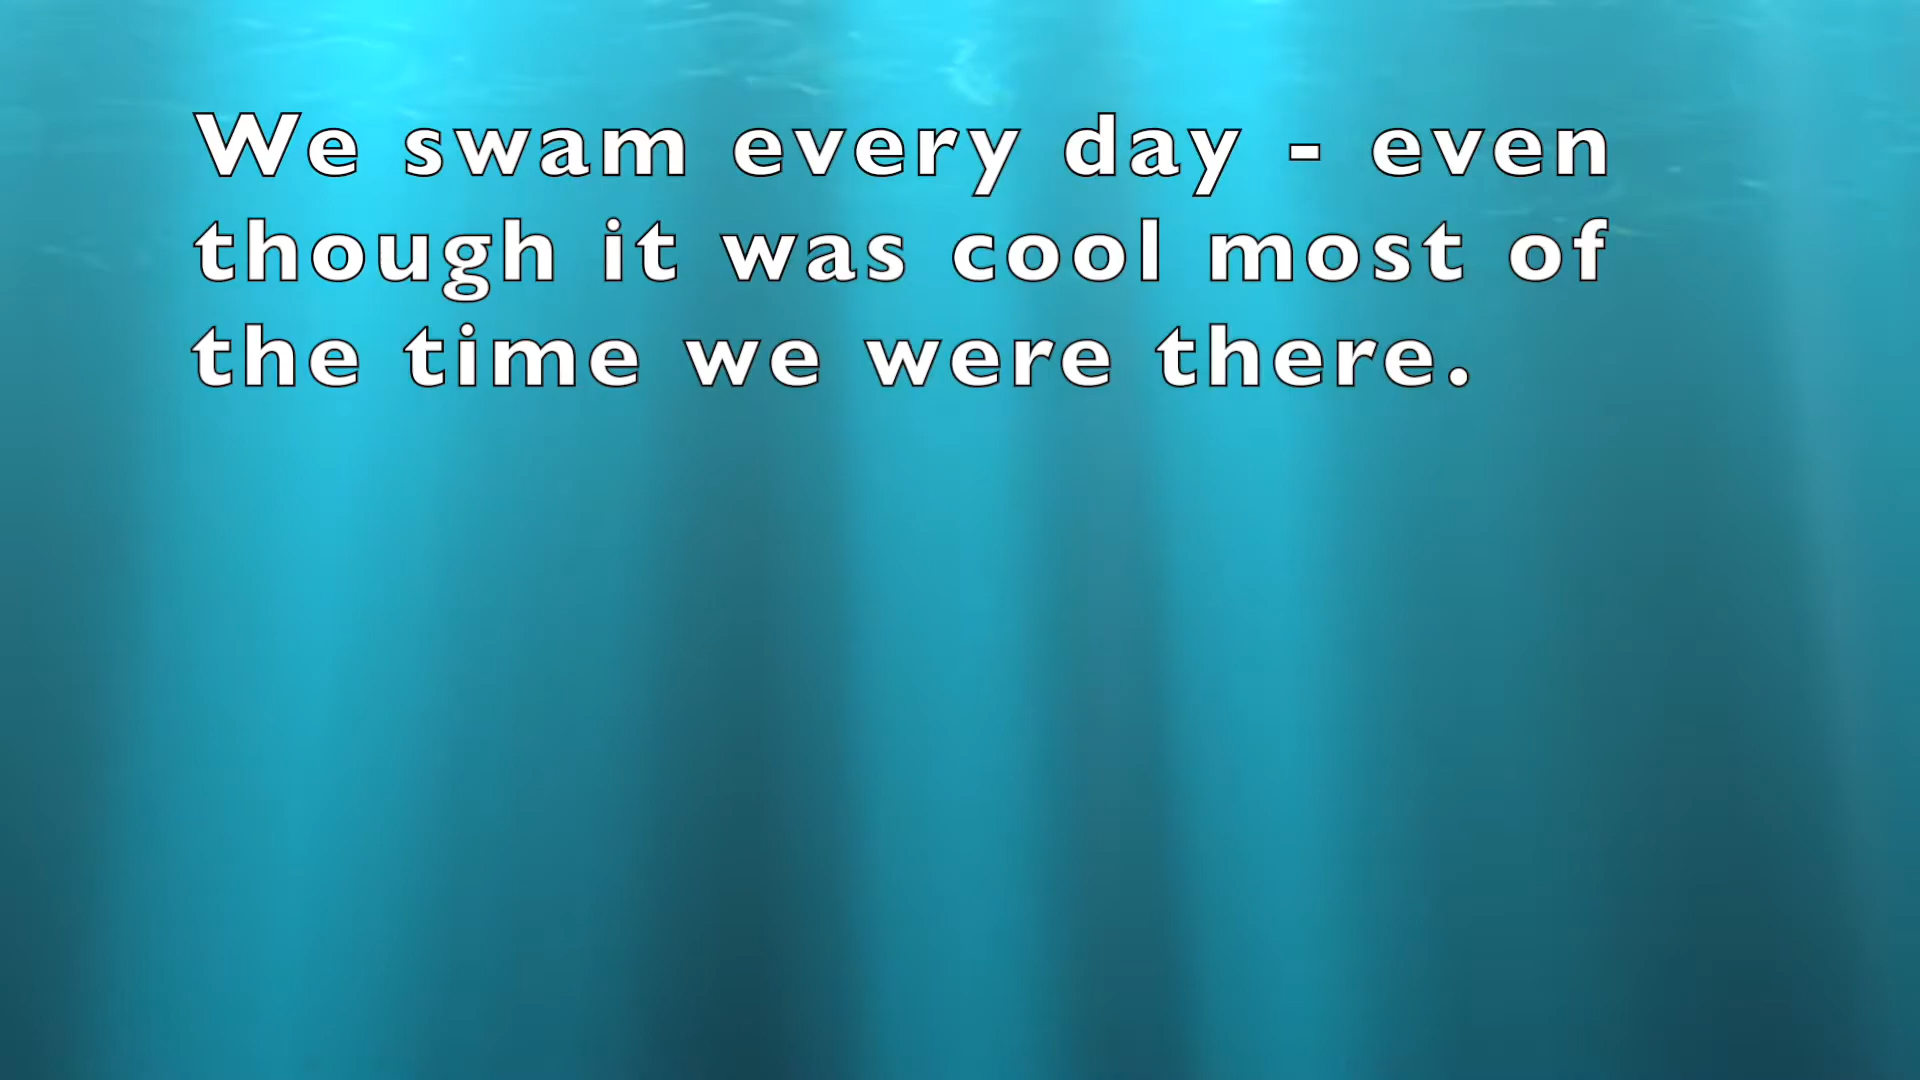 We swam every day - even
though it was cool most of
the time we were there.